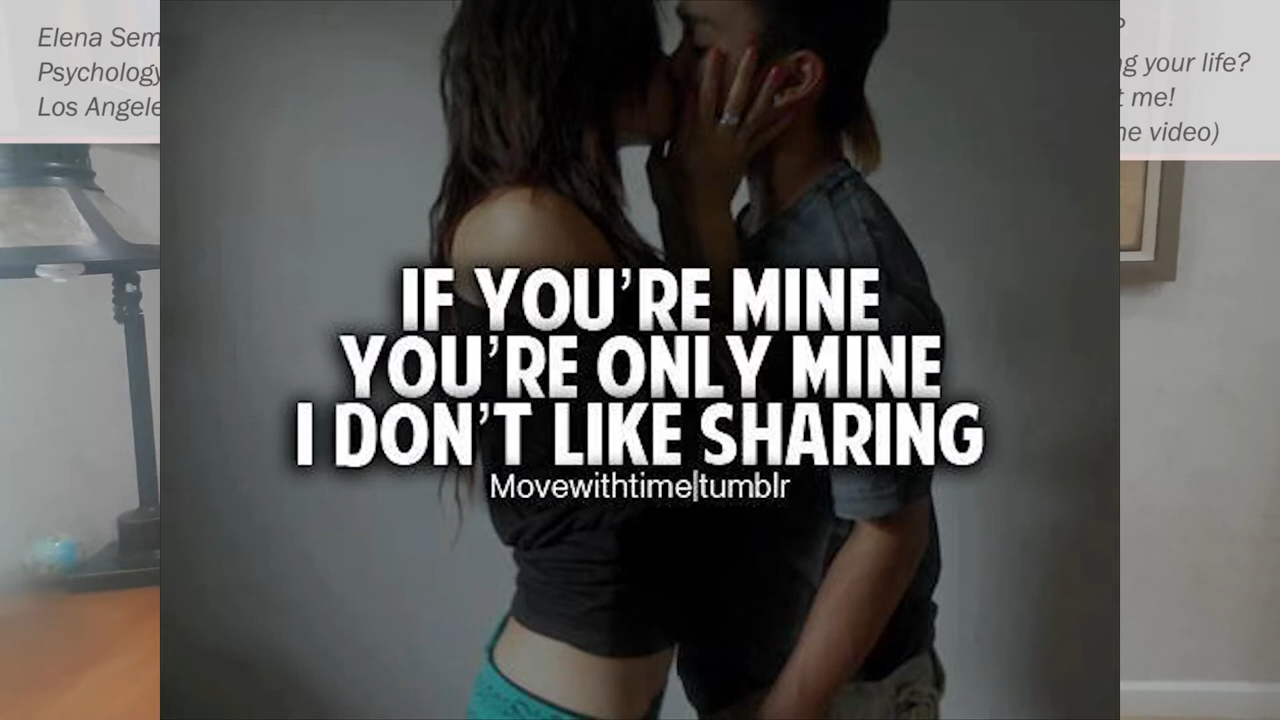 Elena Sem
Psychology
Los Angele
g your life?
t me!
e video)
IF YOU'RE MINE
YOU'RE ONLY MINE
I DON'T LIKE SHARING
Movewithtime|tumblr